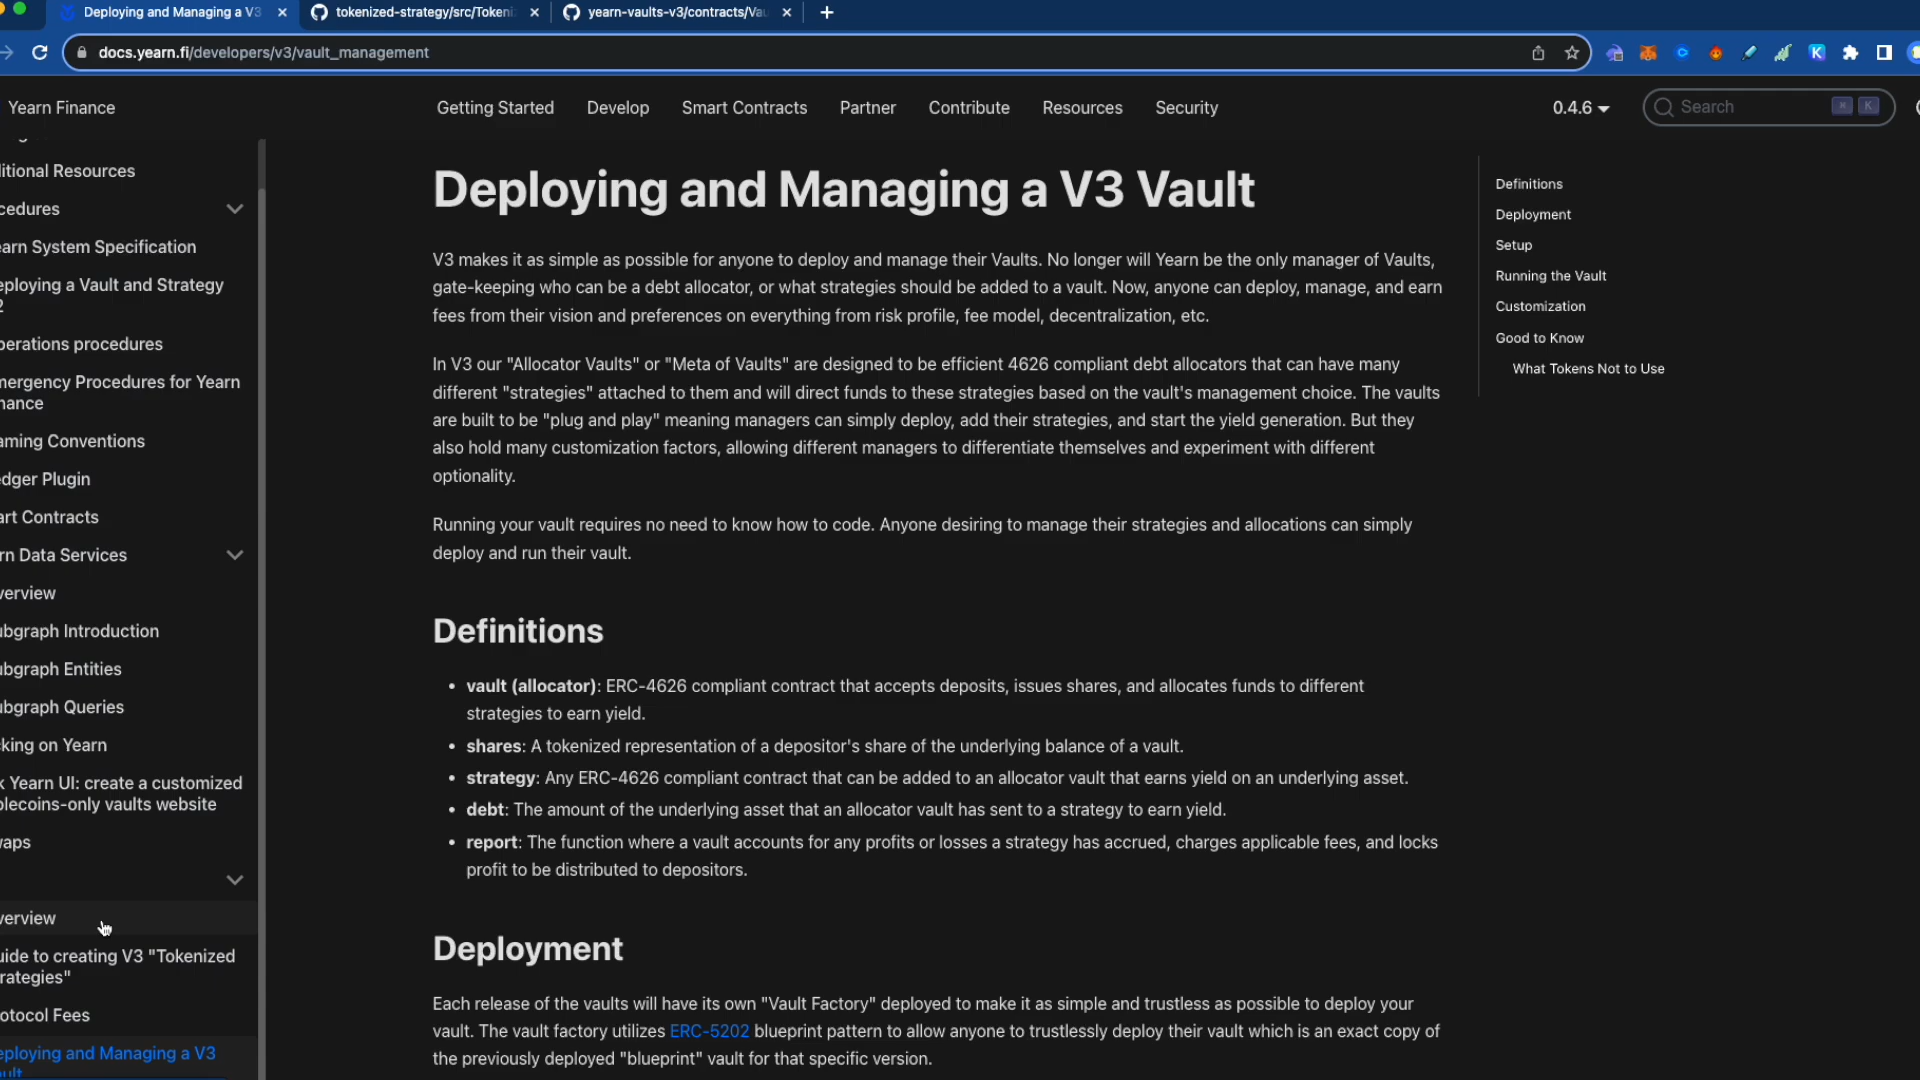 Deploying and Managing a V3
tokenized-strategy/src/Token
yearn-vaults-v3/contracts/Va
docs.yearn.fi/developers/v3/vault_management
Yearn Finance
Getting Started
Develop
Smart Contracts
Partner
Contribute
Resources
Security
0.4.6
Search
⌘ K
itional Resources
cedures
earn System Specification
eploying a Vault and Strategy
2
perations procedures
mergency Procedures for Yearn
nance
aming Conventions
edger Plugin
art Contracts
rn Data Services
verview
ubgraph Introduction
ubgraph Entities
ubgraph Queries
cking on Yearn
k Yearn UI: create a customized
blecoins-only vaults website
vaps
verview
uide to creating V3 "Tokenized
rategies"
otocol Fees
eploying and Managing a V3
ult
Deploying and Managing a V3 Vault
V3 makes it as simple as possible for anyone to deploy and manage their Vaults. No longer will Yearn be the only manager of Vaults,
gate-keeping who can be a debt allocator, or what strategies should be added to a vault. Now, anyone can deploy, manage, and earn
fees from their vision and preferences on everything from risk profile, fee model, decentralization, etc.
In V3 our "Allocator Vaults" or "Meta of Vaults" are designed to be efficient 4626 compliant debt allocators that can have many
different "strategies" attached to them and will direct funds to these strategies based on the vault's management choice. The vaults
are built to be "plug and play" meaning managers can simply deploy, add their strategies, and start the yield generation. But they
also hold many customization factors, allowing different managers to differentiate themselves and experiment with different
optionality.
Running your vault requires no need to know how to code. Anyone desiring to manage their strategies and allocations can simply
deploy and run their vault.
Definitions
• vault (allocator): ERC-4626 compliant contract that accepts deposits, issues shares, and allocates funds to different
strategies to earn yield.
• shares: A tokenized representation of a depositor's share of the underlying balance of a vault.
• strategy: Any ERC-4626 compliant contract that can be added to an allocator vault that earns yield on an underlying asset.
• debt: The amount of the underlying asset that an allocator vault has sent to a strategy to earn yield.
• report: The function where a vault accounts for any profits or losses a strategy has accrued, charges applicable fees, and locks
profit to be distributed to depositors.
Deployment
Each release of the vaults will have its own "Vault Factory" deployed to make it as simple and trustless as possible to deploy your
vault. The vault factory utilizes ERC-5202 blueprint pattern to allow anyone to trustlessly deploy their vault which is an exact copy of
the previously deployed "blueprint" vault for that specific version.
Definitions
Deployment
Setup
Running the Vault
Customization
Good to Know
What Tokens Not to Use